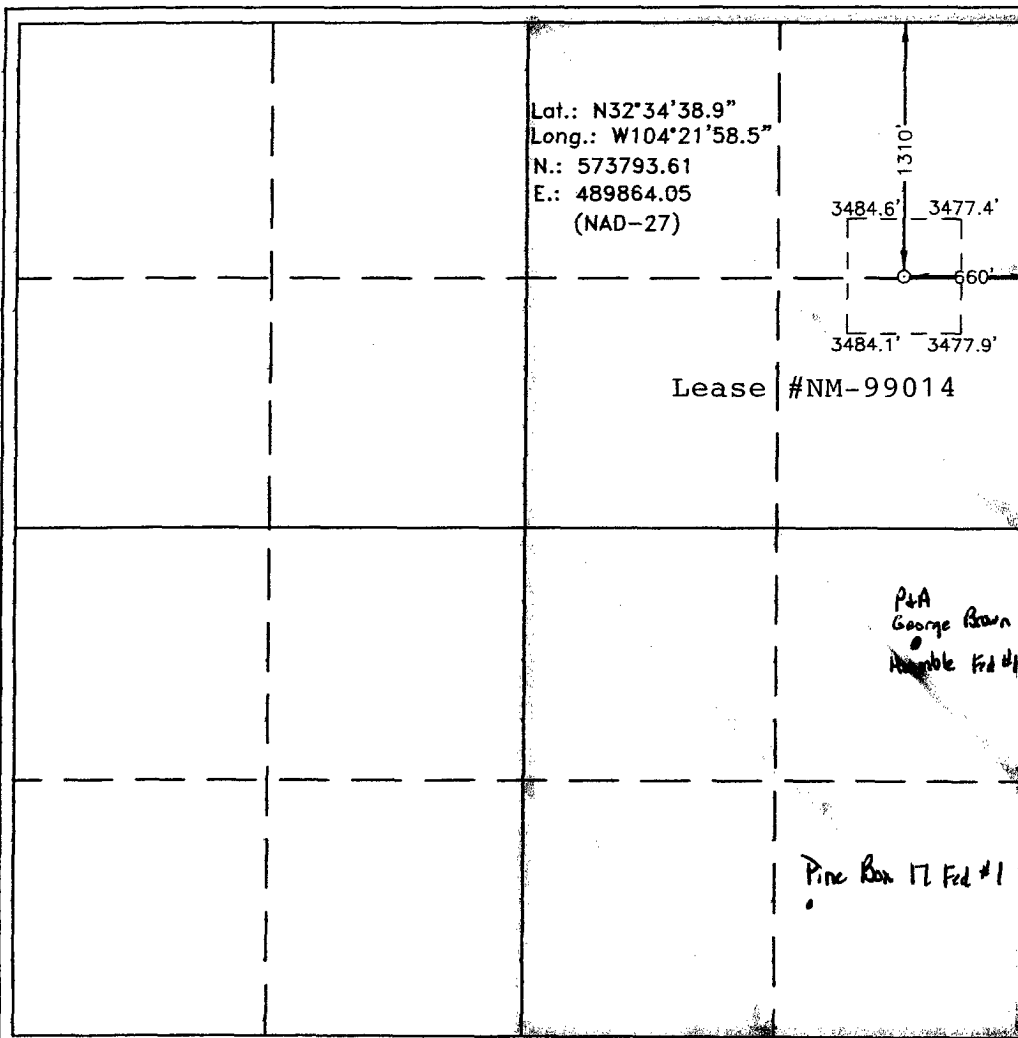 Lat.: N32°34'38.9"
Long.: W104°21'58.5"
N.: 573793.61
E.: 489864.05
(NAD-27)
1310'
3484.6' 3477.4'
660'
3484.1' 3477.9'
Lease #NM-99014
P&A
George Brown
Humble Fed #1
Pine Box 17 Fed #1